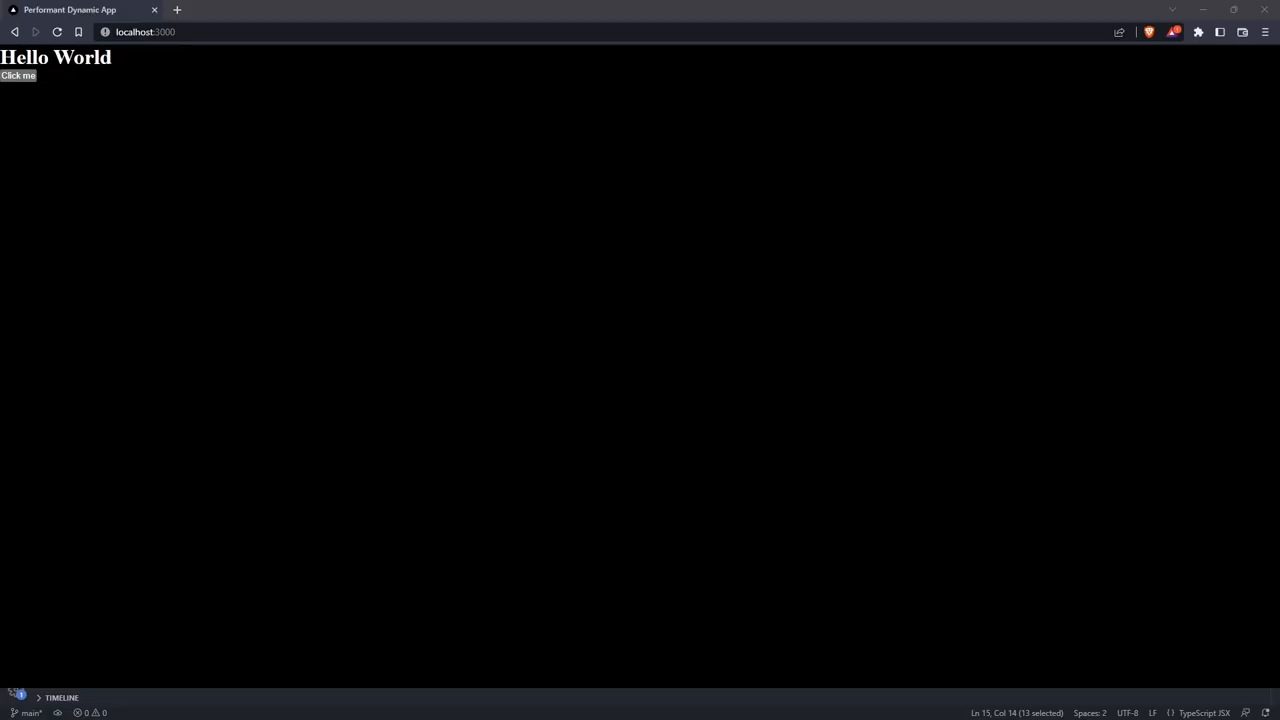 Performant Dynamic App
localhost:3000
Hello World
Click me
1
TIMELINE
main*
0 0
Ln 15, Col 14 (13 selected)
Spaces: 2
UTF-8
LF
{ } TypeScript JSX